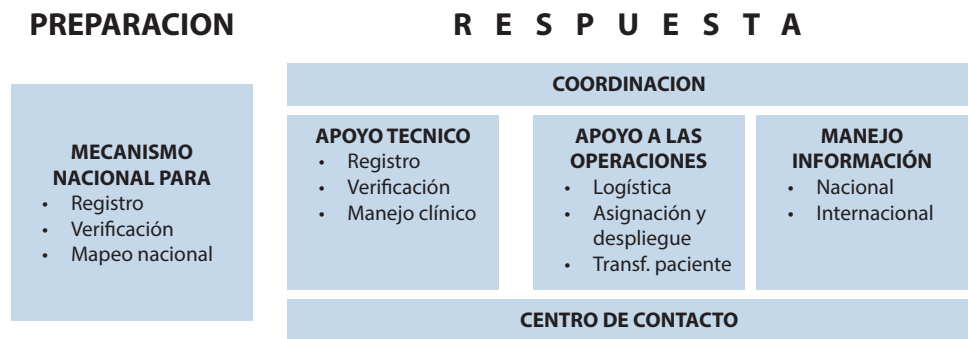 PREPARACION
R E S P U E S T A
MECANISMO
NACIONAL PARA
• Registro
• Verificación
• Mapeo nacional
COORDINACION
APOYO TECNICO
• Registro
• Verificación
• Manejo clínico
APOYO A LAS
OPERACIONES
• Logística
• Asignación y
despliegue
• Transf. paciente
MANEJO
INFORMACIÓN
• Nacional
• Internacional
CENTRO DE CONTACTO